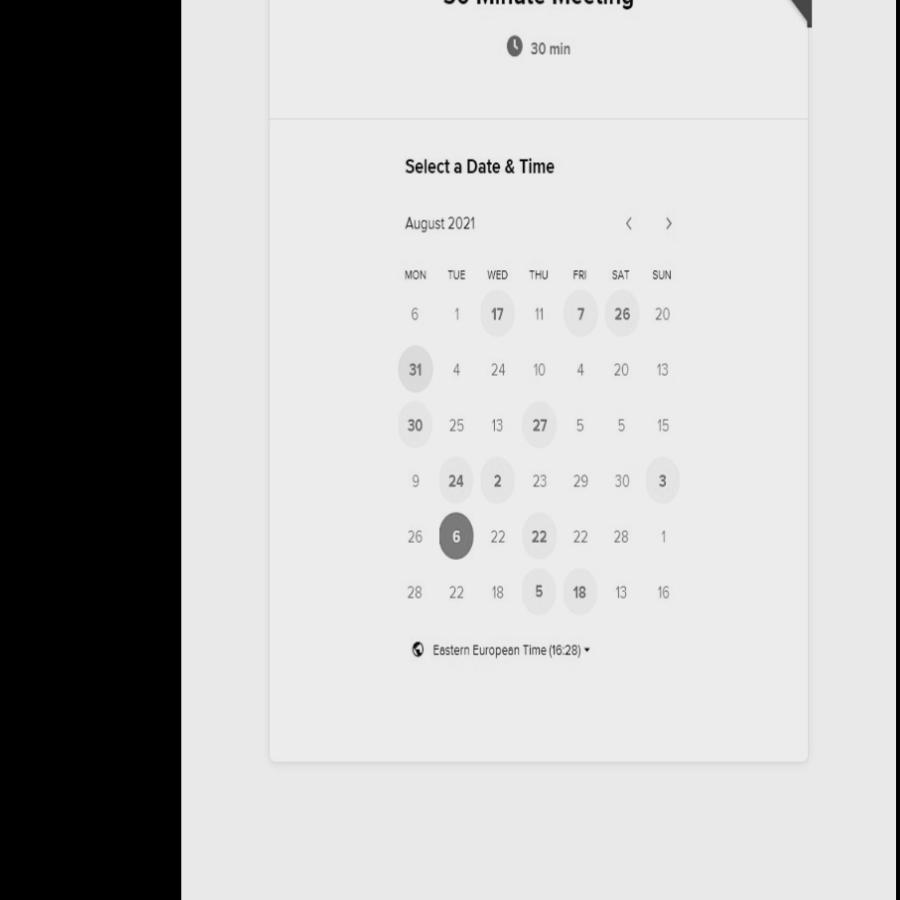 30 Minute Meeting
30 min
Select a Date & Time
August 2021
MON TUE WED THU FRI SAT SUN
6 1 17 11 7 26 20
31 4 24 10 4 20 13
30 25 13 27 5 5 15
9 24 2 23 29 30 3
26 6 22 22 22 28 1
28 22 18 5 18 13 16
Eastern European Time (16:28)